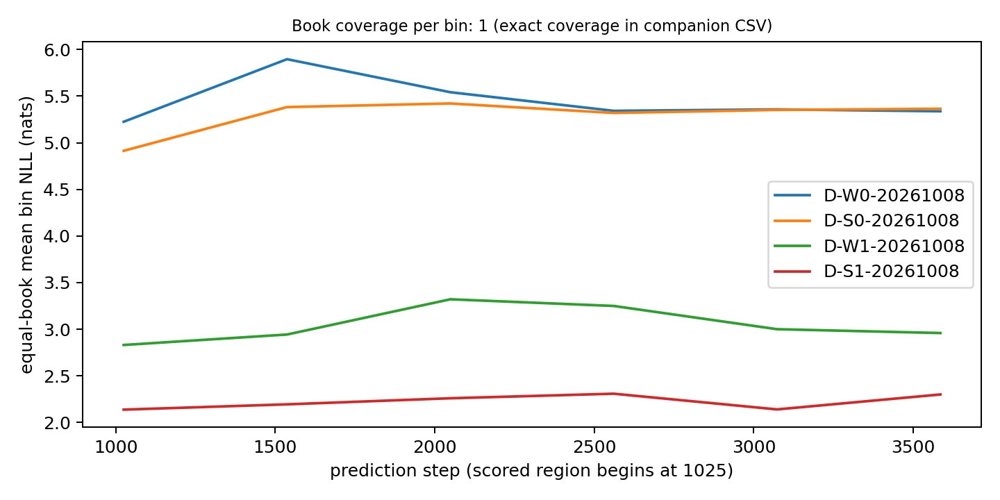 Book coverage per bin: 1 (exact coverage in companion CSV)
equal-book mean bin NLL (nats)
6.0
5.5
5.0
4.5
4.0
3.5
3.0
2.5
2.0
D-W0-20261008
D-S0-20261008
D-W1-20261008
D-S1-20261008
1000 1500 2000 2500 3000 3500
prediction step (scored region begins at 1025)